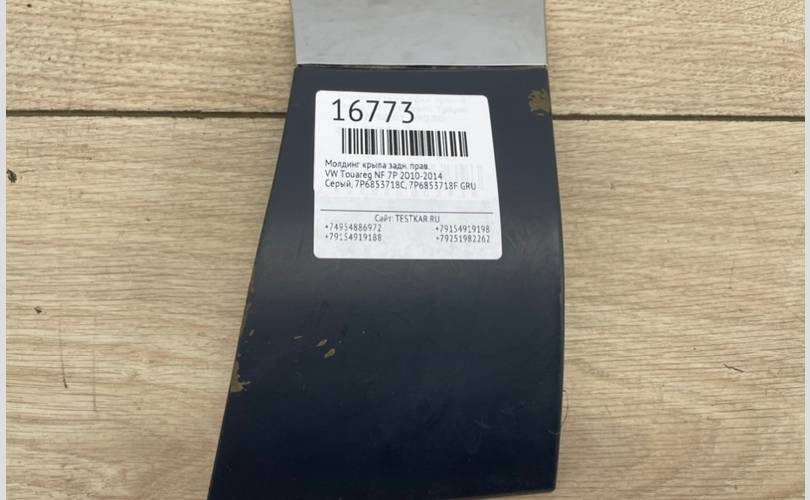 16773
Молдинг крыла задн. прав.
VW Touareg NF 7P 2010-2014
Серый, 7P6853718C, 7P6853718F GRU
Сайт: TESTKAR.RU
+74954886972 +79154919198
+79154919188 +79251982262